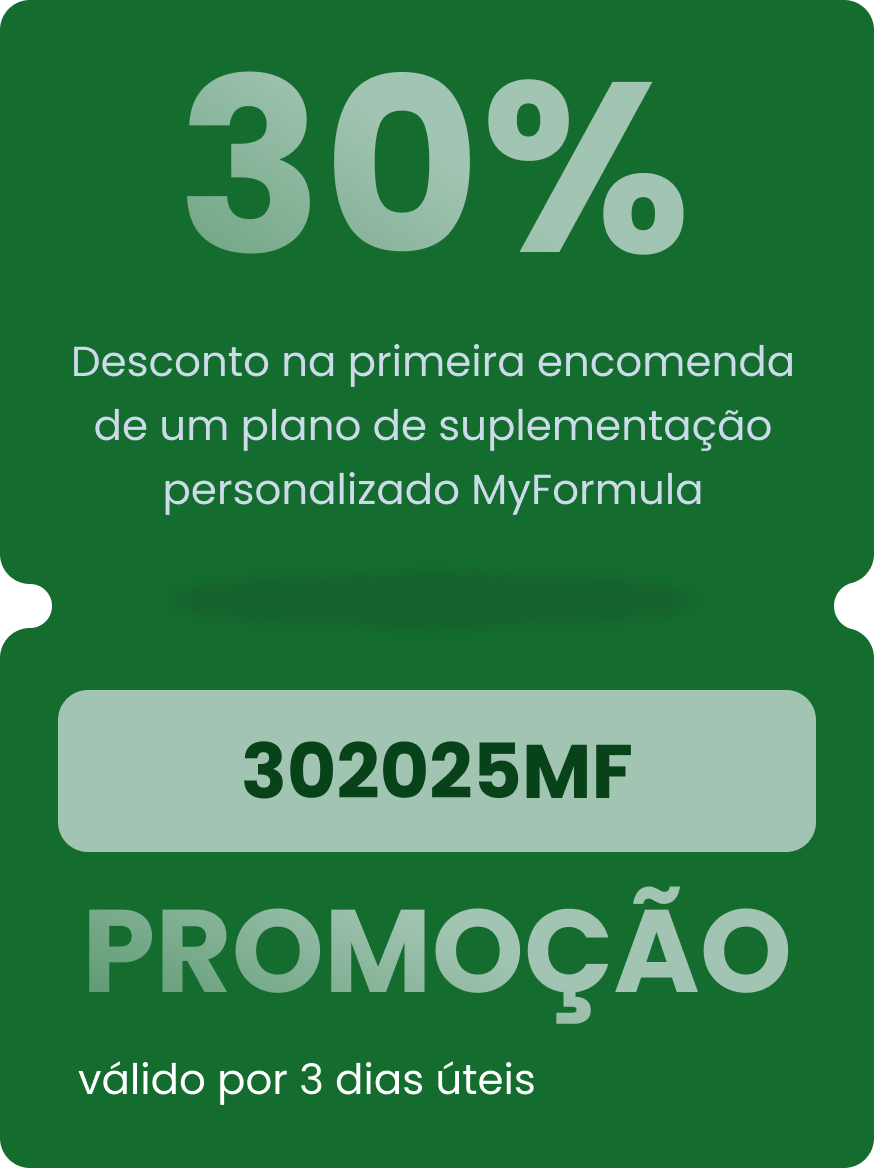 30%
Desconto na primeira encomenda
de um plano de suplementação
personalizado MyFormula
302025MF
PROMOÇÃO
válido por 3 dias úteis